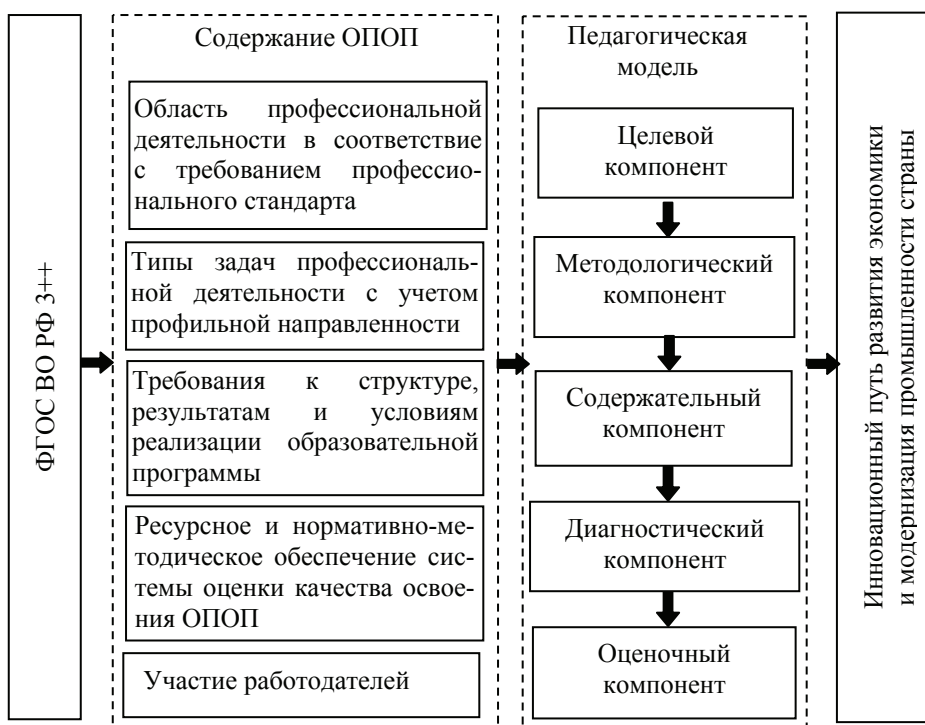 ФГОС ВО РФ 3++
Содержание ОПОП
Область профессиональной
деятельности в соответствие
с требованием профессио-
нального стандарта
Типы задач профессиональ-
ной деятельности с учетом
профильной направленности
Требования к структуре,
результатам и условиям
реализации образовательной
программы
Ресурсное и нормативно-ме-
тодическое обеспечение сис-
темы оценки качества освое-
ния ОПОП
Участие работодателей
Педагогическая
модель
Целевой
компонент
Методологический
компонент
Содержательный
компонент
Диагностический
компонент
Оценочный
компонент
Инновационный путь развития экономики
и модернизация промышленности страны